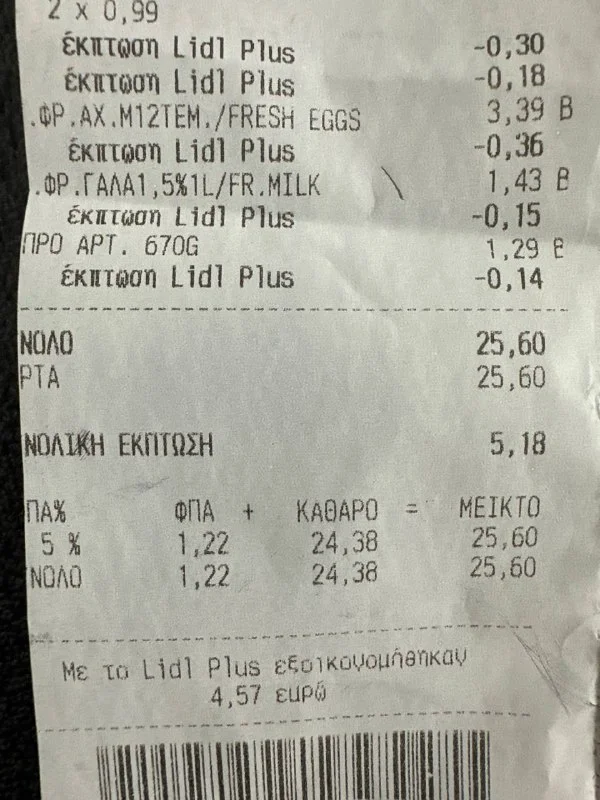 2 x 0,99
έκπτωση Lidl Plus -0,30
έκπτωση Lidl Plus -0,18
.ΦΡ.ΑΧ.Μ12ΤΕΜ./FRESH EGGS 3,39 B
έκπτωση Lidl Plus -0,36
.ΦΡ.ΓΑΛΑ1,5%1L/FR.MILK 1,43 B
έκπτωση Lidl Plus -0,15
ΠΡΟ ΑΡΤ. 670G 1,29 B
έκπτωση Lidl Plus -0,14
ΝΟΛΟ 25,60
ΡΤΑ 25,60
ΝΟΛΙΚΗ ΕΚΠΤΩΣΗ 5,18
ΠΑ% ΦΠΑ + ΚΑΘΑΡΟ = ΜΕΙΚΤΟ
5 % 1,22 24,38 25,60
ΝΟΛΟ 1,22 24,38 25,60
Με το Lidl Plus εξοικονομήθηκαν
4,57 ευρώ